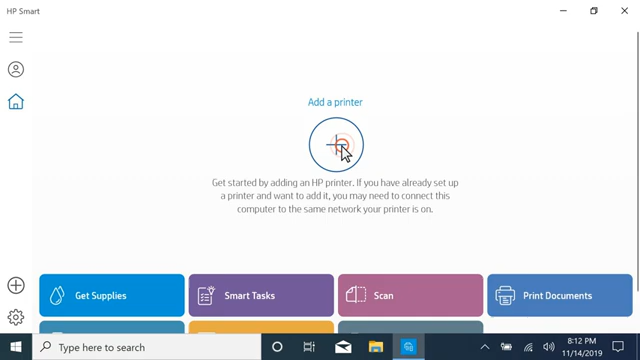 HP Smart
Add a printer
Get started by adding an HP printer. If you have already set up
a printer and want to add it, you may need to connect this
computer to the same network your printer is on.
Get Supplies
Smart Tasks
Scan
Print Documents
Type here to search
8:12 PM
11/14/2019